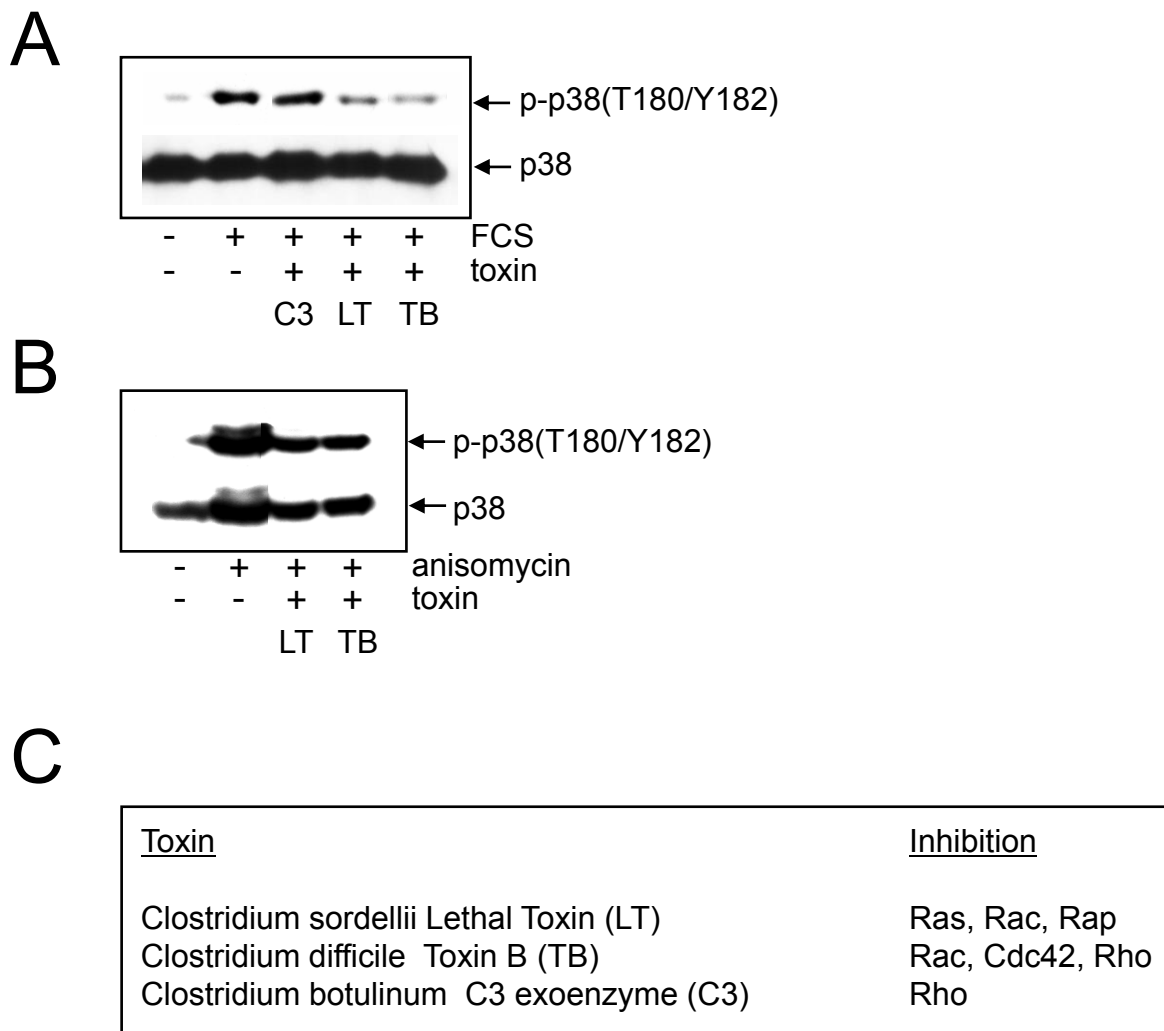 A
p-p38(T180/Y182)
p38
- + + + + FCS
- - + + + toxin
C3 LT TB
B
p-p38(T180/Y182)
p38
- + + + anisomycin
- - + + toxin
LT TB
C
Toxin Inhibition
Clostridium sordellii Lethal Toxin (LT) Ras, Rac, Rap
Clostridium difficile Toxin B (TB) Rac, Cdc42, Rho
Clostridium botulinum C3 exoenzyme (C3) Rho